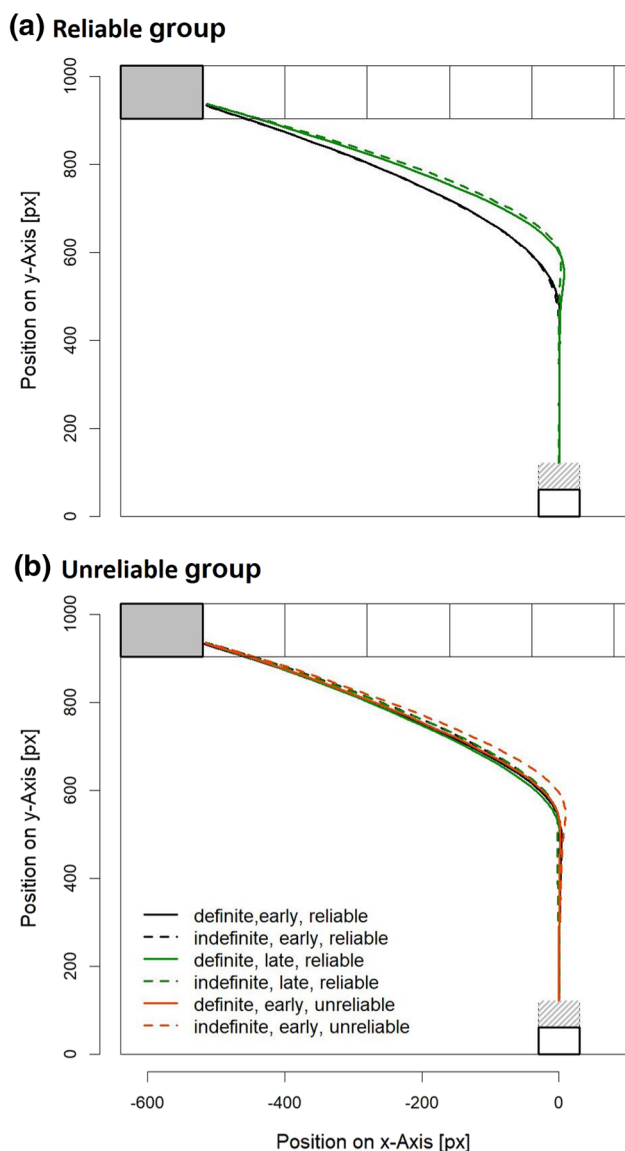 (a) Reliable group
1000
800
600
400
200
0
Position on y-Axis [px]
(b) Unreliable group
1000
800
600
400
200
0
Position on y-Axis [px]
definite,early, reliable
indefinite, early, reliable
definite, late, reliable
indefinite, late, reliable
definite, early, unreliable
indefinite, early, unreliable
-600 -400 -200 0
Position on x-Axis [px]